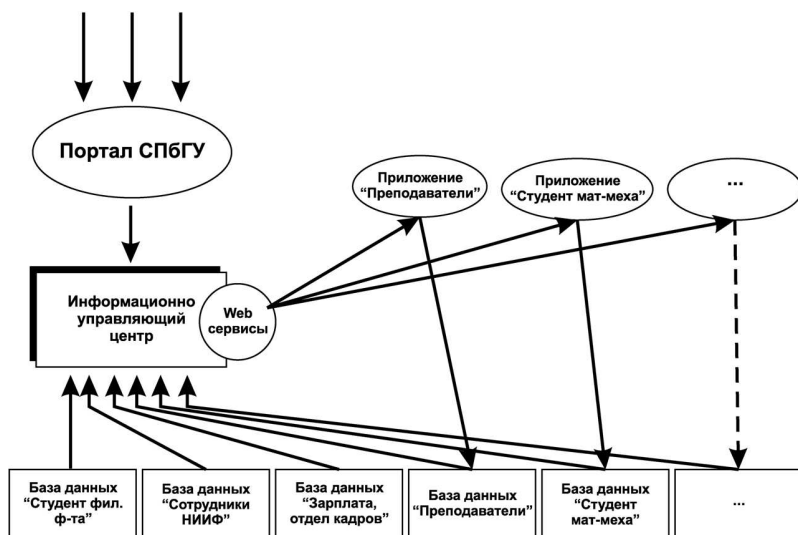 Портал СПбГУ
Приложение
“Преподаватели”
Приложение
“Студент мат-меха”
...
Информационно
управляющий
центр
Web
сервисы
База данных
“Студент фил.
ф-та”
База данных
“Сотрудники
НИИФ”
База данных
“Зарплата,
отдел кадров”
База данных
“Преподаватели”
База данных
“Студент
мат-меха”
...